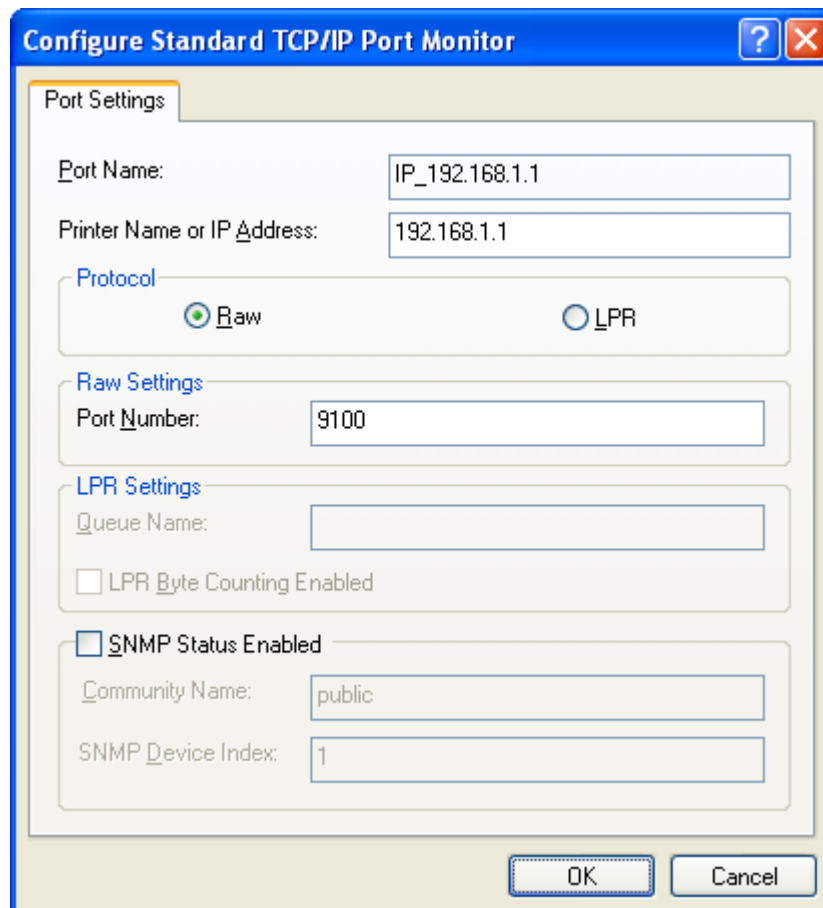 Configure Standard TCP/IP Port Monitor
Port Settings
Port Name: IP_192.168.1.1
Printer Name or IP Address: 192.168.1.1
Protocol
Raw LPR
Raw Settings
Port Number: 9100
LPR Settings
Queue Name:
LPR Byte Counting Enabled
SNMP Status Enabled
Community Name: public
SNMP Device Index: 1
OK Cancel